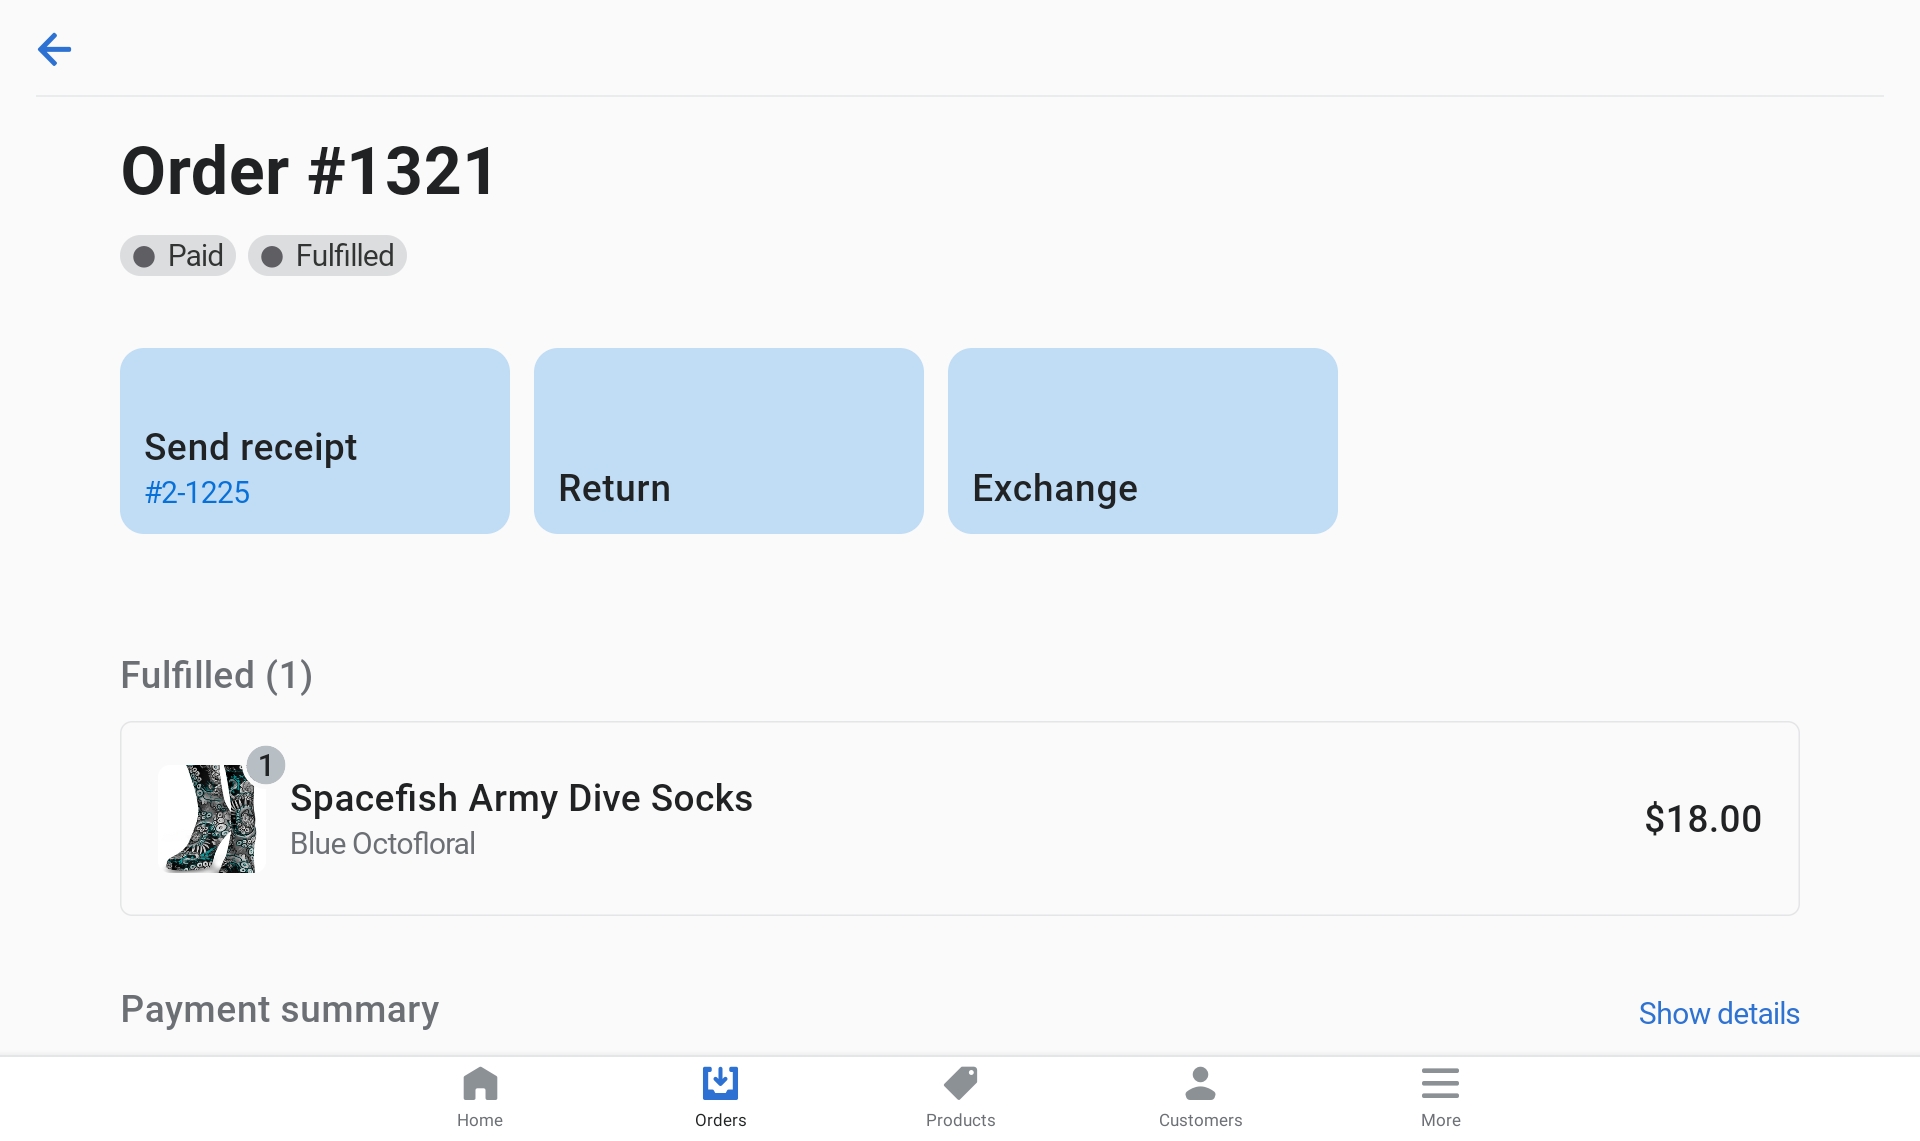 Order #1321
Paid Fulfilled
Send receipt
#2-1225
Return
Exchange
Fulfilled (1)
1
Spacefish Army Dive Socks
Blue Octofloral
$18.00
Payment summary
Show details
Home Orders Products Customers More